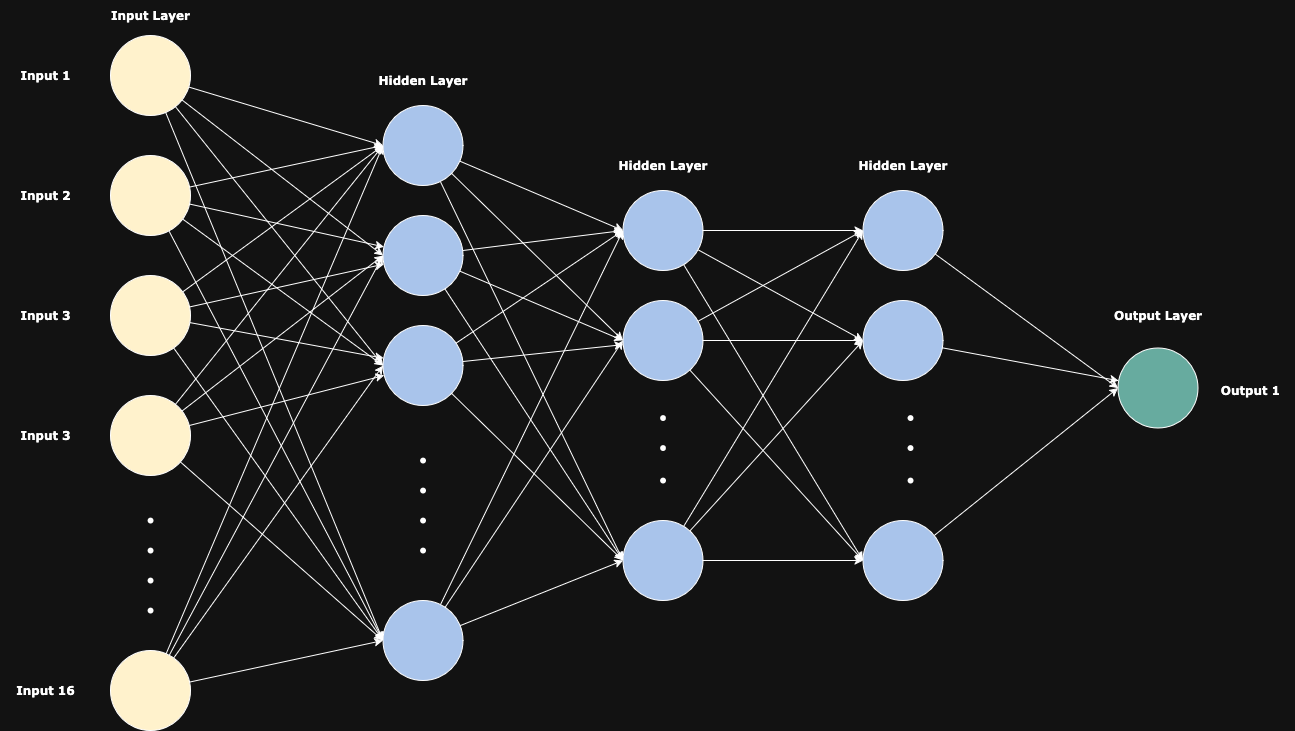 Input Layer
Input 1
Hidden Layer
Input 2
Hidden Layer
Hidden Layer
Input 3
Output Layer
Output 1
Input 3
Input 16